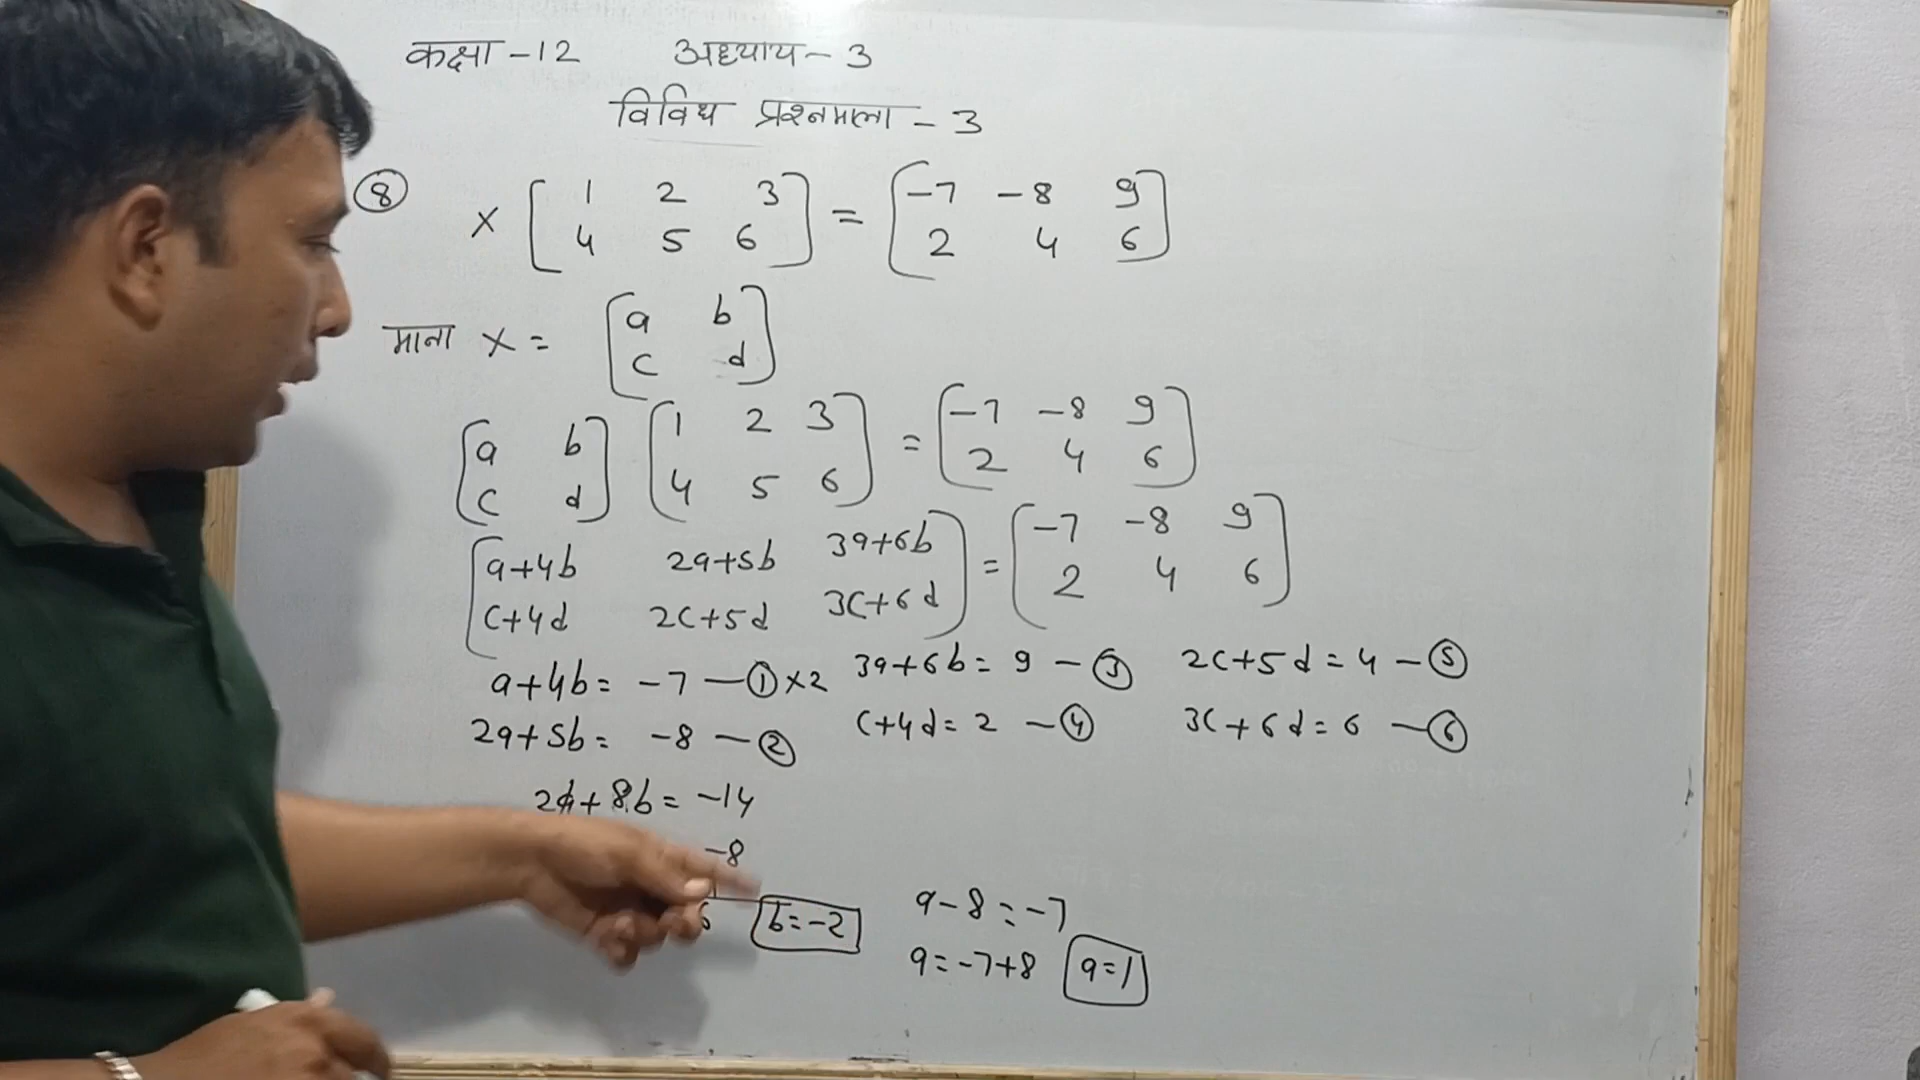 कक्षा - 12 अध्याय - 3
विविध प्रश्नमाला - 3
⑧ X [ 1 2 3 ] = [ -7 -8 9 ]
4 5 6 2 4 6
माना X = [ a b ]
c d
[ a b ] [ 1 2 3 ] = [ -7 -8 9 ]
c d 4 5 6 2 4 6
[ a+4b 2a+5b 3a+6b ] = [ -7 -8 9 ]
c+4d 2c+5d 3c+6d 2 4 6
a+4b = -7 — ① x2 3a+6b = 9 — ③ 2c+5d = 4 — ⑤
2a+5b = -8 — ② c+4d = 2 — ④ 3c+6d = 6 — ⑥
2a+8b = -14
-8
6 b = -2 a-8 = -7
a = -7+8 a = 1